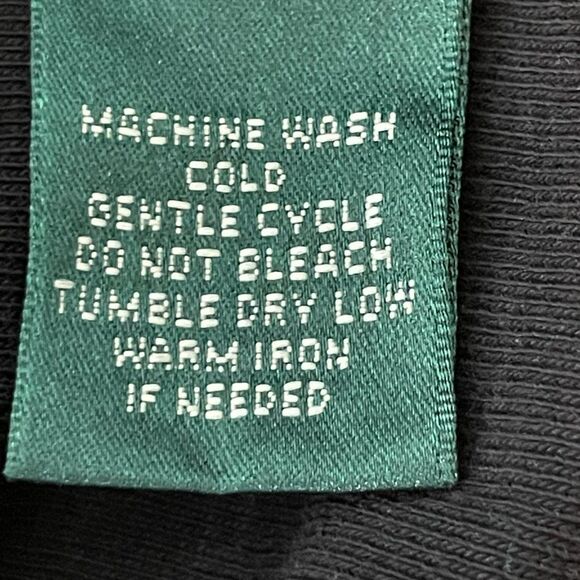 MACHINE WASH
COLD
GENTLE CYCLE
DO NOT BLEACH
TUMBLE DRY LOW
WARM IRON
IF NEEDED